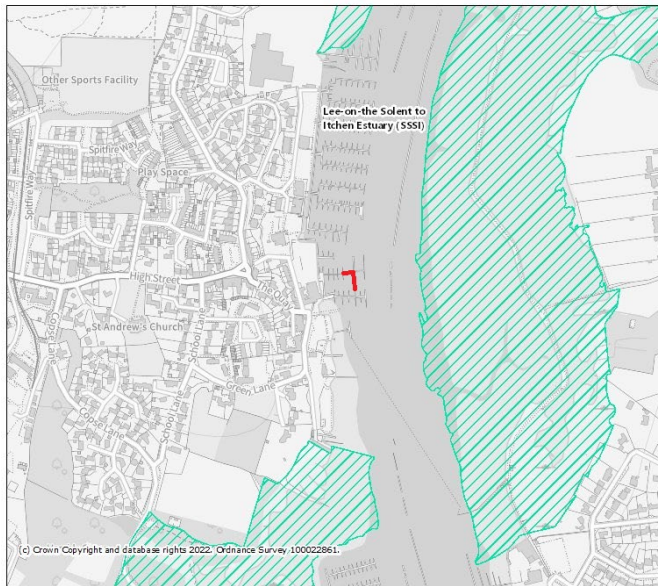 Other Sports Facility
Lee-on-the Solent to
Itchen Estuary (SSSI)
Spitfire Way
Spitfire Way
Play Space
High Street
The Quay
St Andrew's Church
School Lane
Copse Lane
Green Lane
Copse Lane
School Lane
(c) Crown Copyright and database rights 2022. Ordnance Survey 100022861.